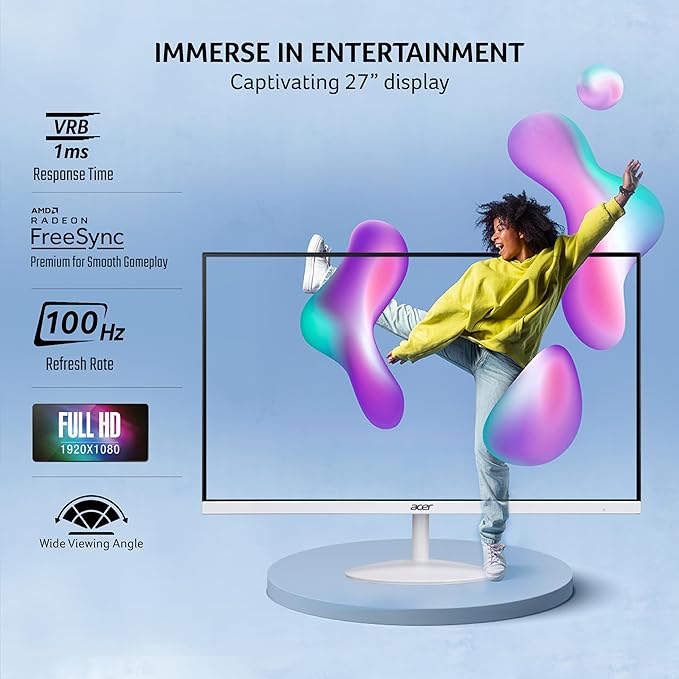 IMMERSE IN ENTERTAINMENT
Captivating 27” display
VRB
1ms
Response Time
AMD
RADEON
FreeSync
Premium for Smooth Gameplay
100Hz
Refresh Rate
FULL HD
1920X1080
Wide Viewing Angle
acer